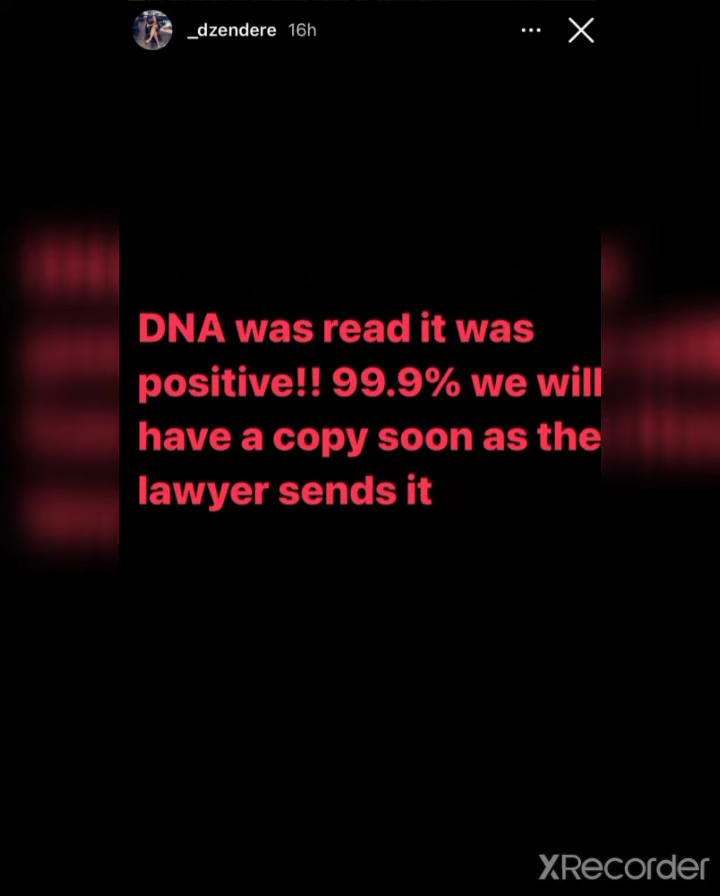 _dzendere 16h
DNA was read it was
positive!! 99.9% we will
have a copy soon as the
lawyer sends it
XRecorder